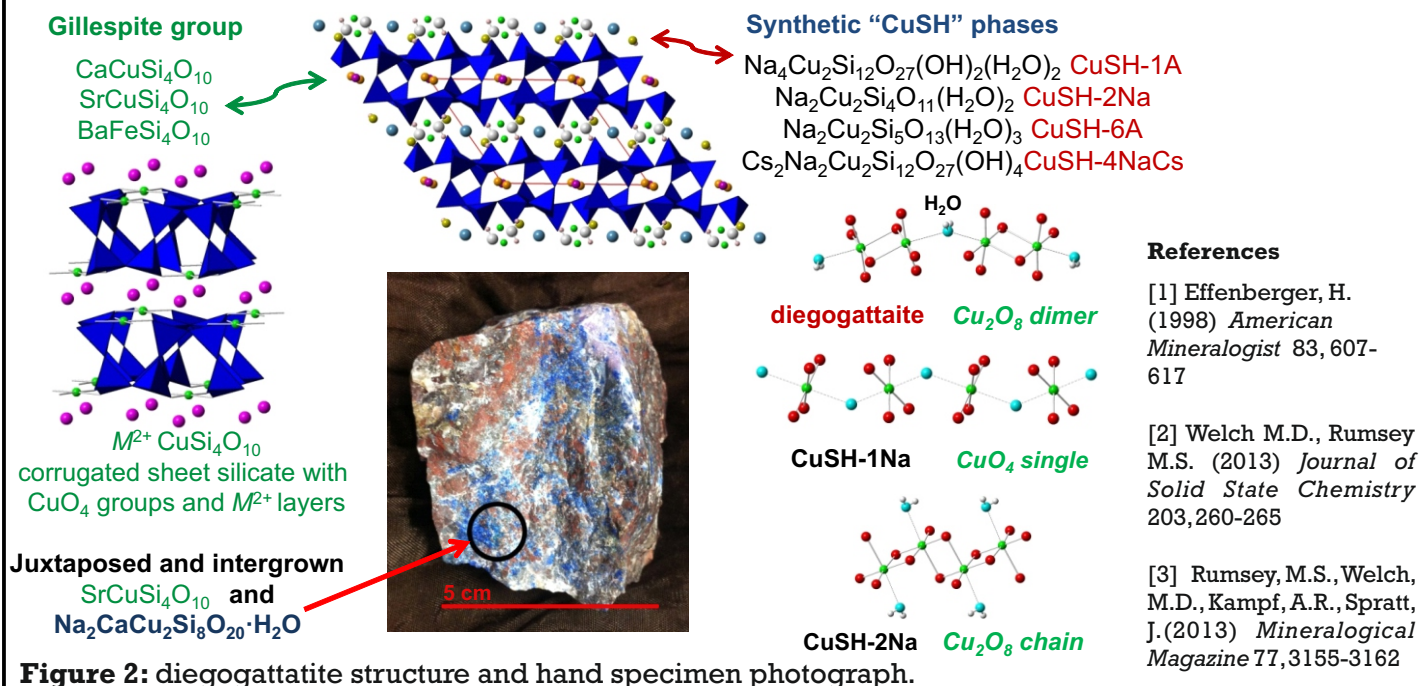 Gillespite group
CaCuSi₄O₁₀
SrCuSi₄O₁₀
BaFeSi₄O₁₀
M²⁺ CuSi₄O₁₀
corrugated sheet silicate with
CuO₄ groups and M²⁺ layers
Juxtaposed and intergrown
SrCuSi₄O₁₀ and
Na₂CaCu₂Si₈O₂₀·H₂O
5 cm
Synthetic “CuSH” phases
Na₄Cu₂Si₁₂O₂₇(OH)₂(H₂O)₂ CuSH-1A
Na₂Cu₂Si₄O₁₁(H₂O)₂ CuSH-2Na
Na₂Cu₂Si₅O₁₃(H₂O)₃ CuSH-6A
Cs₂Na₂Cu₂Si₁₂O₂₇(OH)₄CuSH-4NaCs
H₂O
diegogattaite Cu₂O₈ dimer
CuSH-1Na CuO₄ single
CuSH-2Na Cu₂O₈ chain
References
[1] Effenberger, H.
(1998) American
Mineralogist 83, 607-
617
[2] Welch M.D., Rumsey
M.S. (2013) Journal of
Solid State Chemistry
203, 260-265
[3] Rumsey, M.S., Welch,
M.D., Kampf, A.R., Spratt,
J.(2013) Mineralogical
Magazine 77, 3155-3162
Figure 2: diegogattatite structure and hand specimen photograph.